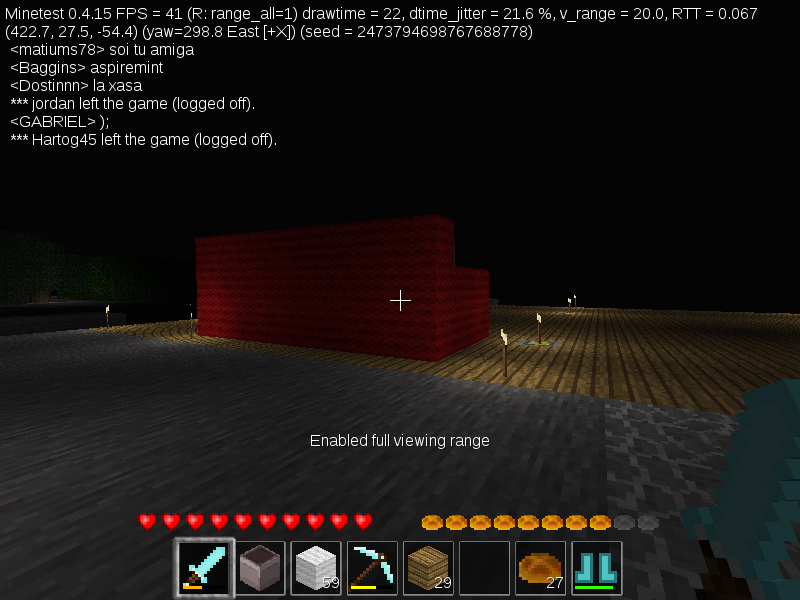 Minetest 0.4.15 FPS = 41 (R: range_all=1) drawtime = 22, dtime_jitter = 21.6 %, v_range = 20.0, RTT = 0.067
(422.7, 27.5, -54.4) (yaw=298.8 East [+X]) (seed = 2473794698767688778)
<matiums78> soi tu amiga
<Baggins> aspiremint
<Dostinnn> la xasa
*** jordan left the game (logged off).
<GABRIEL> );
*** Hartog45 left the game (logged off).
Enabled full viewing range
59 29 27